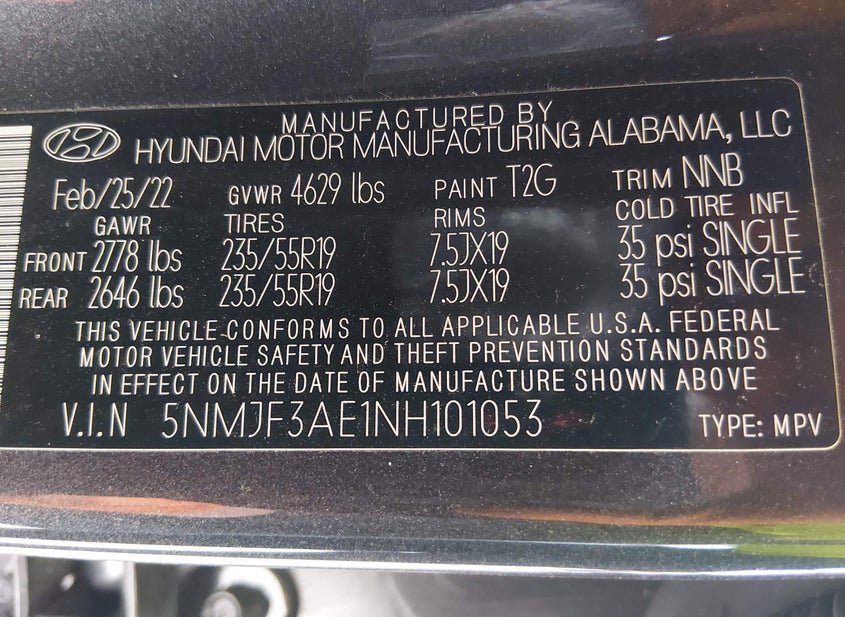 MANUFACTURED BY
HYUNDAI MOTOR MANUFACTURING ALABAMA, LLC
Feb/25/22 GVWR 4629 lbs PAINT T2G TRIM NNB
GAWR TIRES RIMS COLD TIRE INFL
FRONT 2778 lbs 235/55R19 7.5JX19 35 psi SINGLE
REAR 2646 lbs 235/55R19 7.5JX19 35 psi SINGLE
THIS VEHICLE CONFORMS TO ALL APPLICABLE U.S.A. FEDERAL
MOTOR VEHICLE SAFETY AND THEFT PREVENTION STANDARDS
IN EFFECT ON THE DATE OF MANUFACTURE SHOWN ABOVE
V.I.N 5NMJF3AE1NH101053 TYPE: MPV